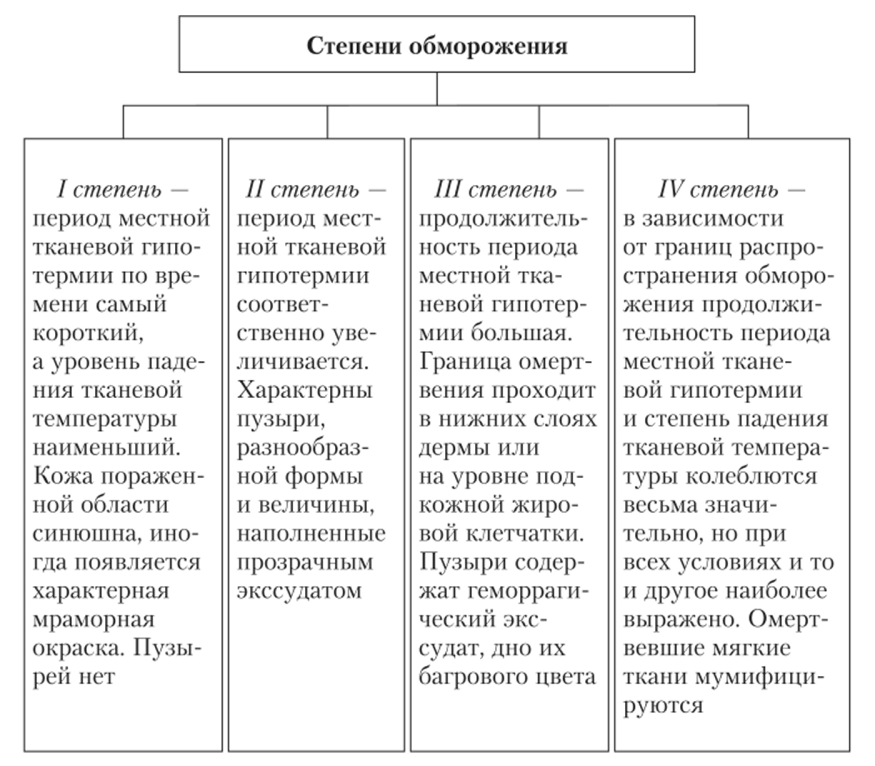 Степени обморожения
I степень —
период местной
тканевой гипо-
термии по вре-
мени самый
короткий,
а уровень паде-
ния тканевой
температуры
наименьший.
Кожа поражен-
ной области
синюшна, ино-
гда появляется
характерная
мраморная
окраска. Пузы-
рей нет
II степень —
период мест-
ной тканевой
гипотермии
соответ-
ственно уве-
личивается.
Характерны
пузыри,
разнообраз-
ной формы
и величины,
наполненные
прозрачным
экссудатом
III степень —
продолжитель-
ность периода
местной тка-
невой гипотер-
мии большая.
Граница омерт-
вения проходит
в нижних слоях
дермы или
на уровне под-
кожной жиро-
вой клетчатки.
Пузыри содер-
жат геморраги-
ческий экс-
судат, дно их
багрового цвета
IV степень —
в зависимости
от границ распро-
странения обморо-
жения продолжи-
тельность периода
местной ткане-
вой гипотермии
и степень падения
тканевой темпера-
туры колеблются
весьма значи-
тельно, но при
всех условиях и то
и другое наиболее
выражено. Омерт-
вевшие мягкие
ткани мумифици-
руются